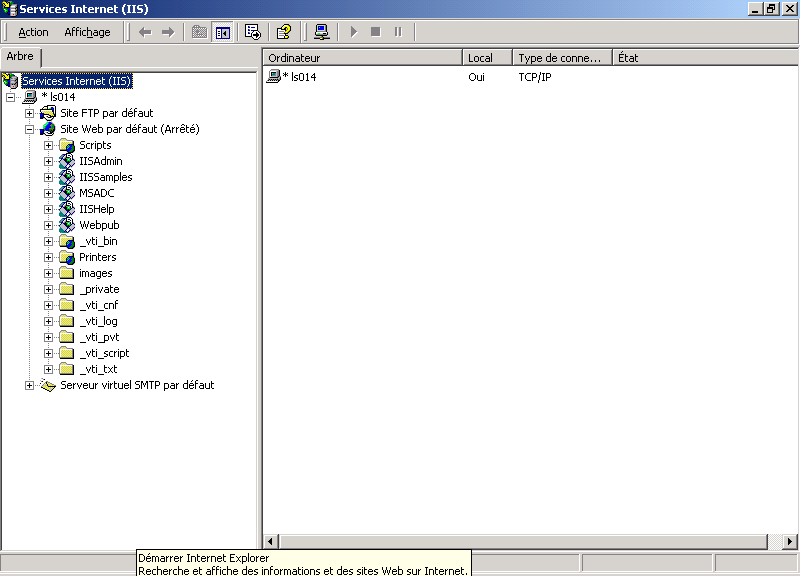 Services Internet (IIS)
Action Affichage
Arbre
Services Internet (IIS)
* ls014
Site FTP par défaut
Site Web par défaut (Arrêté)
Scripts
IISAdmin
IISSamples
MSADC
IISHelp
Webpub
_vti_bin
Printers
images
_private
_vti_cnf
_vti_log
_vti_pvt
_vti_script
_vti_txt
Serveur virtuel SMTP par défaut
Ordinateur Local Type de conne... État
* ls014 Oui TCP/IP
Démarrer Internet Explorer
Recherche et affiche des informations et des sites Web sur Internet.